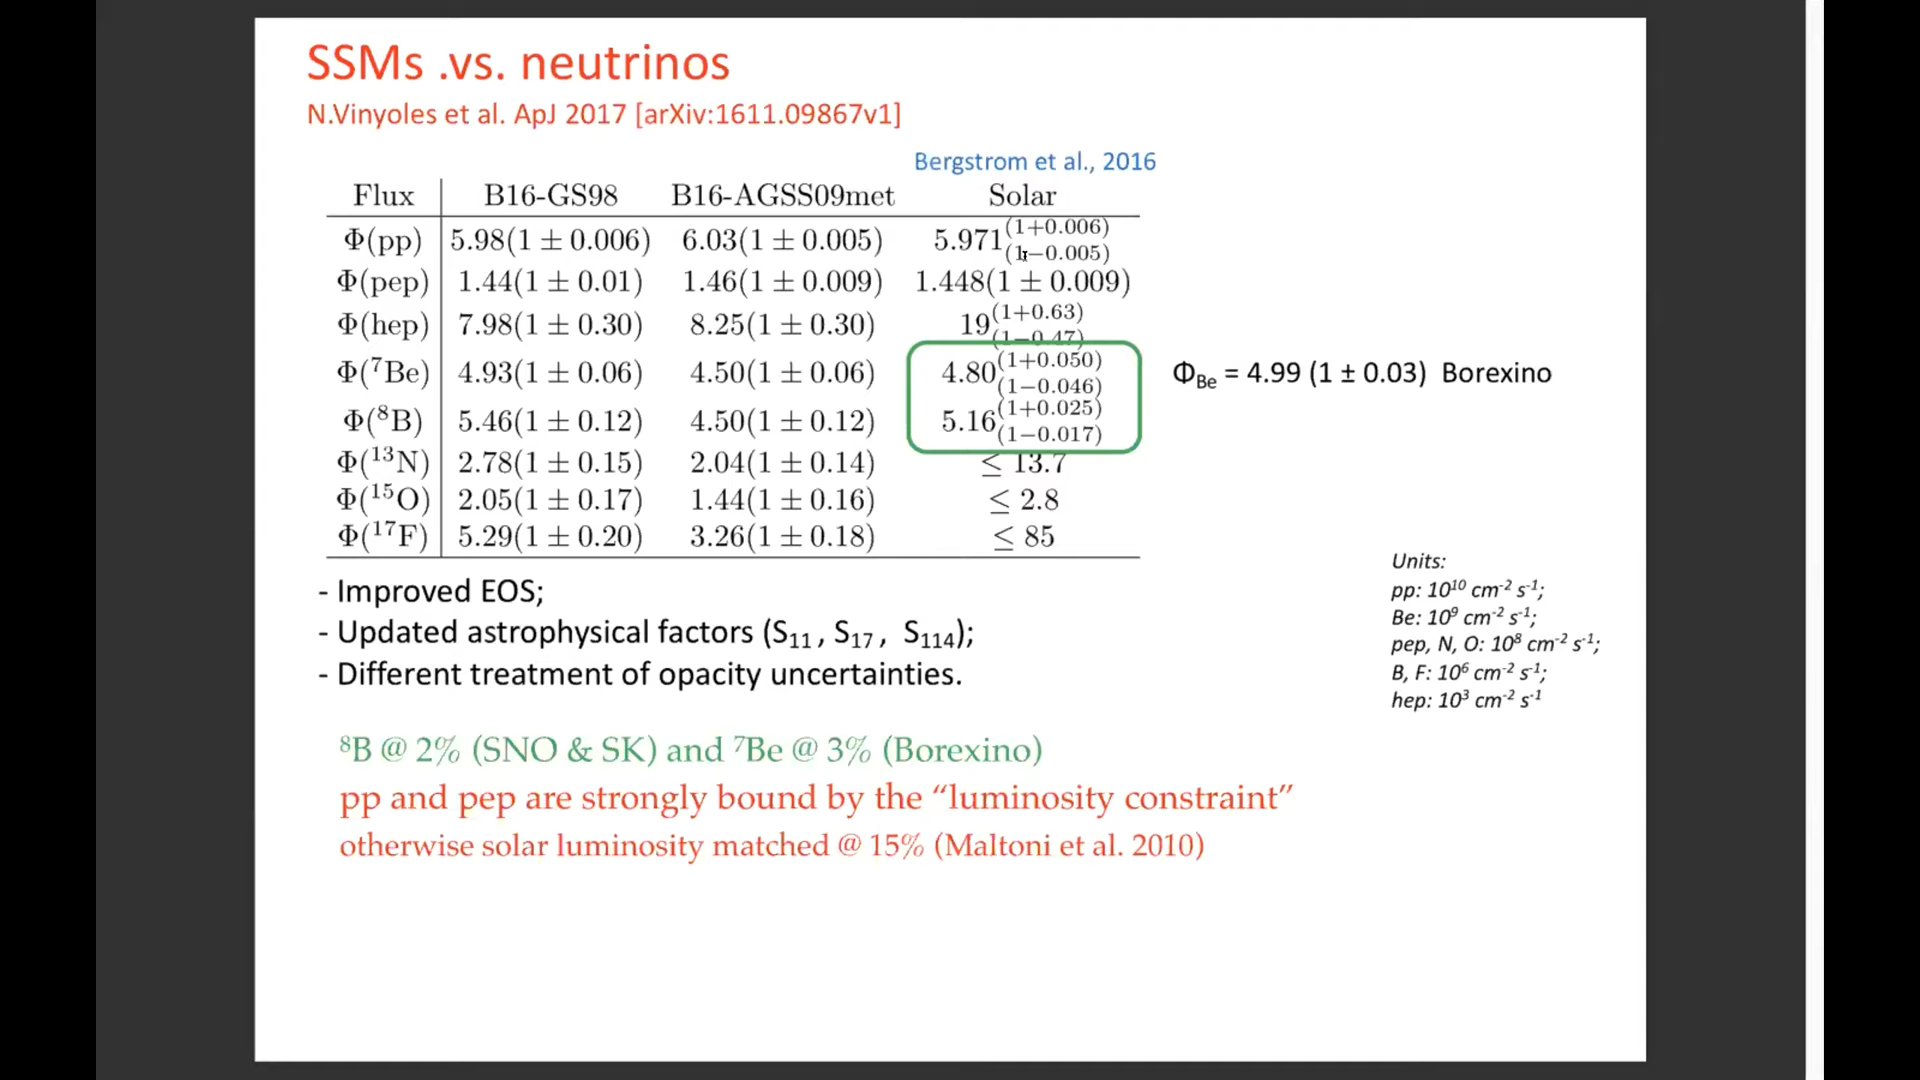 SSMs .vs. neutrinos
N.Vinyoles et al. ApJ 2017 [arXiv:1611.09867v1]
Bergstrom et al., 2016
Flux B16-GS98 B16-AGSS09met Solar
Φ(pp) 5.98(1 ± 0.006) 6.03(1 ± 0.005) 5.971(1+0.006)(1−0.005)
Φ(pep) 1.44(1 ± 0.01) 1.46(1 ± 0.009) 1.448(1 ± 0.009)
Φ(hep) 7.98(1 ± 0.30) 8.25(1 ± 0.30) 19(1+0.63)(1−0.47)
Φ(⁷Be) 4.93(1 ± 0.06) 4.50(1 ± 0.06) 4.80(1+0.050)(1−0.046) Φ_Be = 4.99 (1 ± 0.03) Borexino
Φ(⁸B) 5.46(1 ± 0.12) 4.50(1 ± 0.12) 5.16(1+0.025)(1−0.017)
Φ(¹³N) 2.78(1 ± 0.15) 2.04(1 ± 0.14) ≤ 13.7
Φ(¹⁵O) 2.05(1 ± 0.17) 1.44(1 ± 0.16) ≤ 2.8
Φ(¹⁷F) 5.29(1 ± 0.20) 3.26(1 ± 0.18) ≤ 85
- Improved EOS;
- Updated astrophysical factors (S₁₁ , S₁₇ , S₁₁₄);
- Different treatment of opacity uncertainties.
Units:
pp: 10¹⁰ cm⁻² s⁻¹;
Be: 10⁹ cm⁻² s⁻¹;
pep, N, O: 10⁸ cm⁻² s⁻¹;
B, F: 10⁶ cm⁻² s⁻¹;
hep: 10³ cm⁻² s⁻¹
⁸B @ 2% (SNO & SK) and ⁷Be @ 3% (Borexino)
pp and pep are strongly bound by the “luminosity constraint”
otherwise solar luminosity matched @ 15% (Maltoni et al. 2010)